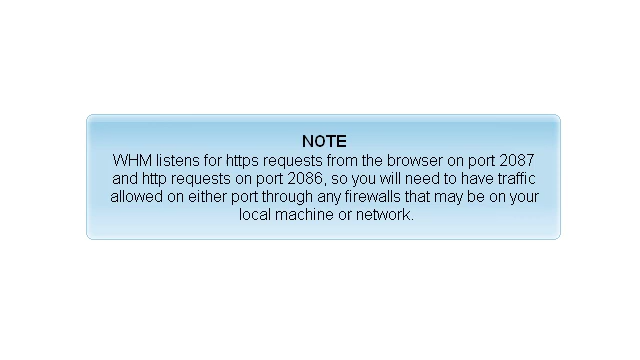 NOTE
WHM listens for https requests from the browser on port 2087
and http requests on port 2086, so you will need to have traffic
allowed on either port through any firewalls that may be on your
local machine or network.